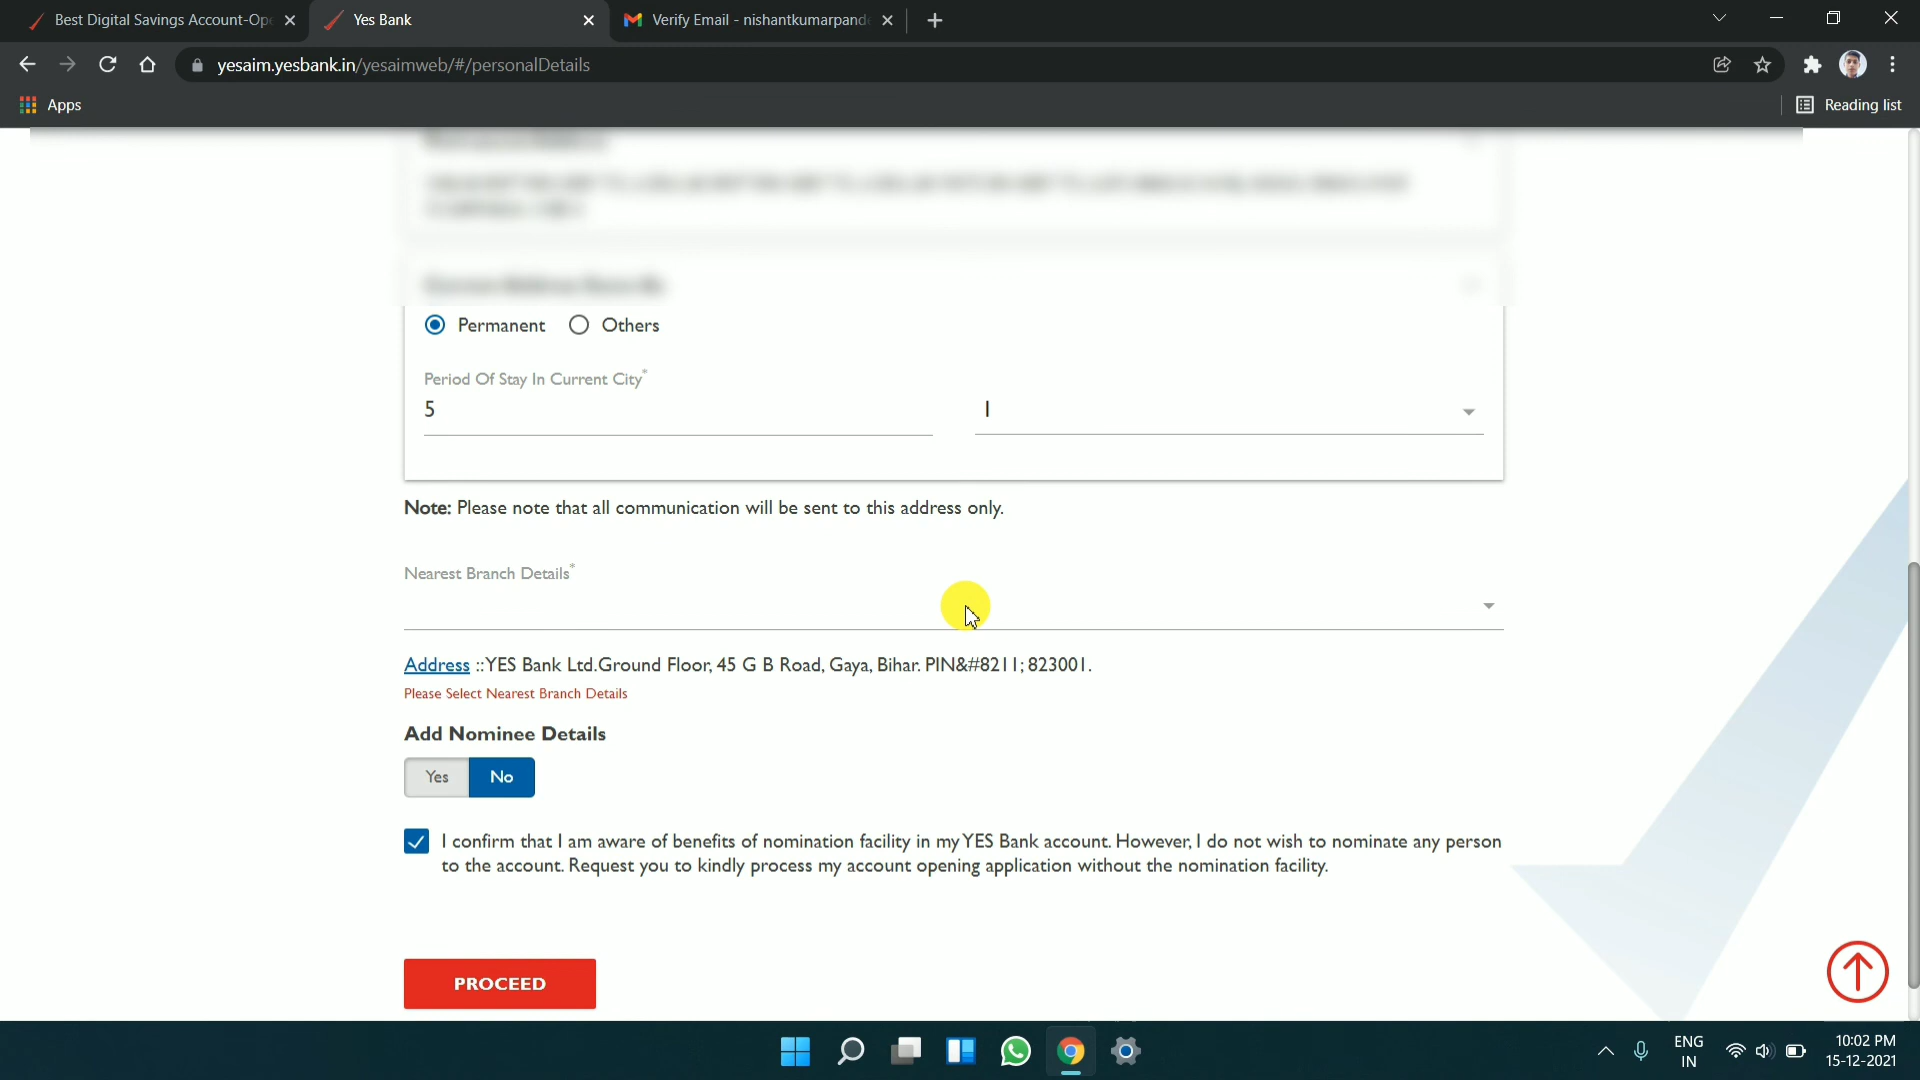 Best Digital Savings Account-Ope
Yes Bank
Verify Email - nishantkumarpande
yesaim.yesbank.in/yesaimweb/#/personalDetails
Apps
Reading list
Permanent Others
Period Of Stay In Current City*
5 1
Note: Please note that all communication will be sent to this address only.
Nearest Branch Details*
Address ::YES Bank Ltd.Ground Floor, 45 G B Road, Gaya, Bihar. PIN&#8211; 823001.
Please Select Nearest Branch Details
Add Nominee Details
Yes No
I confirm that I am aware of benefits of nomination facility in my YES Bank account. However, I do not wish to nominate any person
to the account. Request you to kindly process my account opening application without the nomination facility.
PROCEED
ENG
IN
10:02 PM
15-12-2021